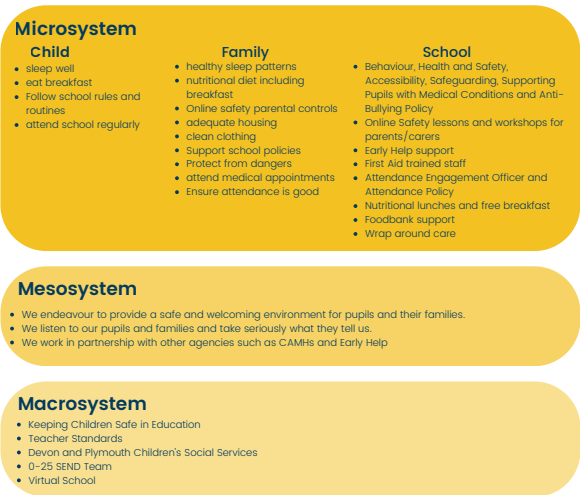 Microsystem
Child
sleep well
eat breakfast
Follow school rules and
routines
attend school regularly
Family
healthy sleep patterns
nutritional diet including
breakfast
Online safety parental controls
adequate housing
clean clothing
Support school policies
Protect from dangers
attend medical appointments
Ensure attendance is good
School
Behaviour, Health and Safety,
Accessibility, Safeguarding, Supporting
Pupils with Medical Conditions and Anti-
Bullying Policy
Online Safety lessons and workshops for
parents/carers
Early Help support
First Aid trained staff
Attendance Engagement Officer and
Attendance Policy
Nutritional lunches and free breakfast
Foodbank support
Wrap around care
Mesosystem
We endeavour to provide a safe and welcoming environment for pupils and their families.
We listen to our pupils and families and take seriously what they tell us.
We work in partnership with other agencies such as CAMHs and Early Help
Macrosystem
Keeping Children Safe in Education
Teacher Standards
Devon and Plymouth Children's Social Services
0-25 SEND Team
Virtual School